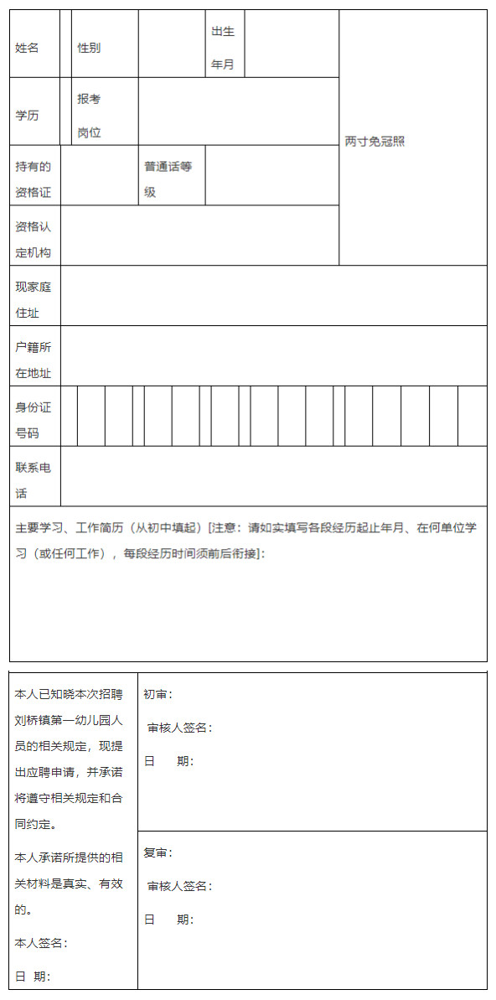 姓名
性别
出生
年月
两寸免冠照
学历
报考
岗位
持有的
资格证
普通话等
级
资格认
定机构
现家庭
住址
户籍所
在地址
身份证
号码
联系电
话
主要学习、工作简历（从初中填起）[注意：请如实填写各段经历起止年月、在何单位学
习（或任何工作），每段经历时间须前后衔接]：
本人已知晓本次招聘
刘桥镇第一幼儿园人
员的相关规定，现提
出应聘申请，并承诺
将遵守相关规定和合
同约定。
本人承诺所提供的相
关材料是真实、有效
的。
本人签名：
日 期：
初审：
审核人签名：
日 期：
复审：
审核人签名：
日 期：